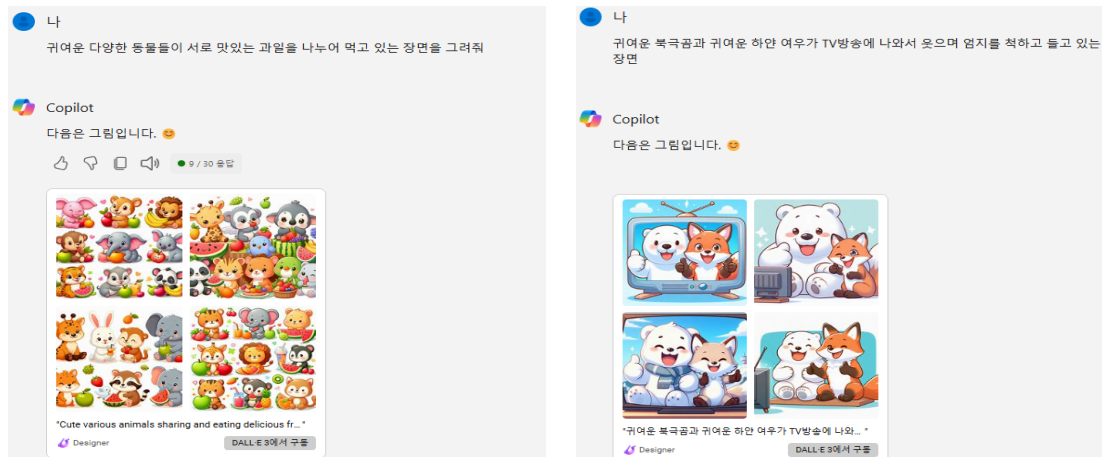 나
귀여운 다양한 동물들이 서로 맛있는 과일을 나누어 먹고 있는 장면을 그려줘
Copilot
다음은 그림입니다. 😊
9 / 30 응답
"Cute various animals sharing and eating delicious fr... "
Designer
DALL·E 3에서 구동
나
귀여운 북극곰과 귀여운 하얀 여우가 TV방송에 나와서 웃으며 엄지를 척하고 들고 있는
장면
Copilot
다음은 그림입니다. 😊
"귀여운 북극곰과 귀여운 하얀 여우가 TV방송에 나와... "
Designer
DALL·E 3에서 구동